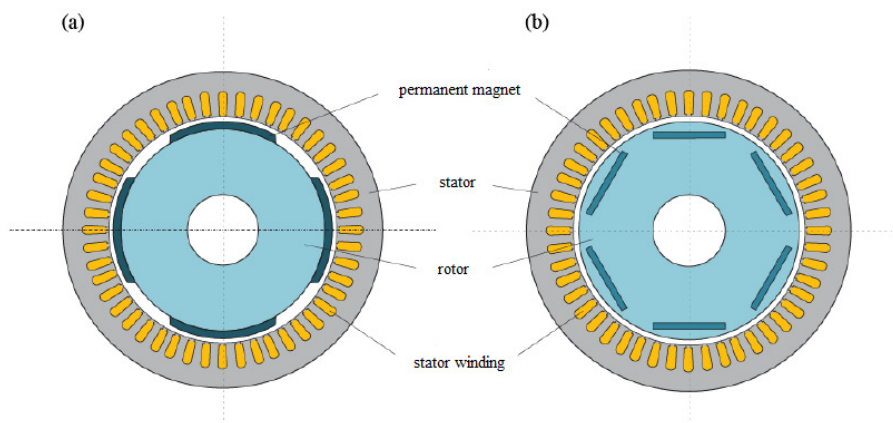 (a)
(b)
permanent magnet
stator
rotor
stator winding